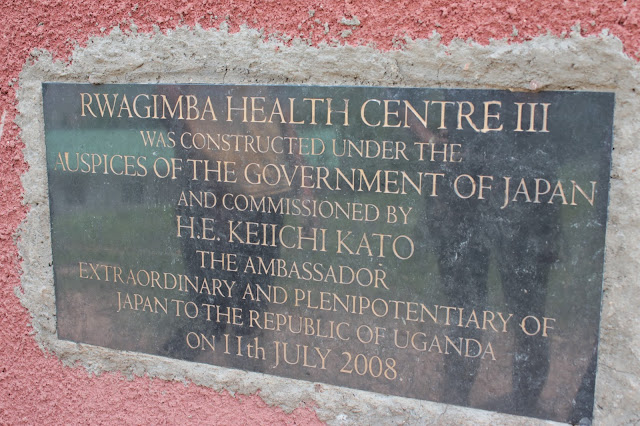 RWAGIMBA HEALTH CENTRE III
WAS CONSTRUCTED UNDER THE
AUSPICES OF THE GOVERNMENT OF JAPAN
AND COMMISSIONED BY
H.E. KEIICHI KATO
THE AMBASSADOR
EXTRAORDINARY AND PLENIPOTENTIARY OF
JAPAN TO THE REPUBLIC OF UGANDA
ON 11th JULY 2008.